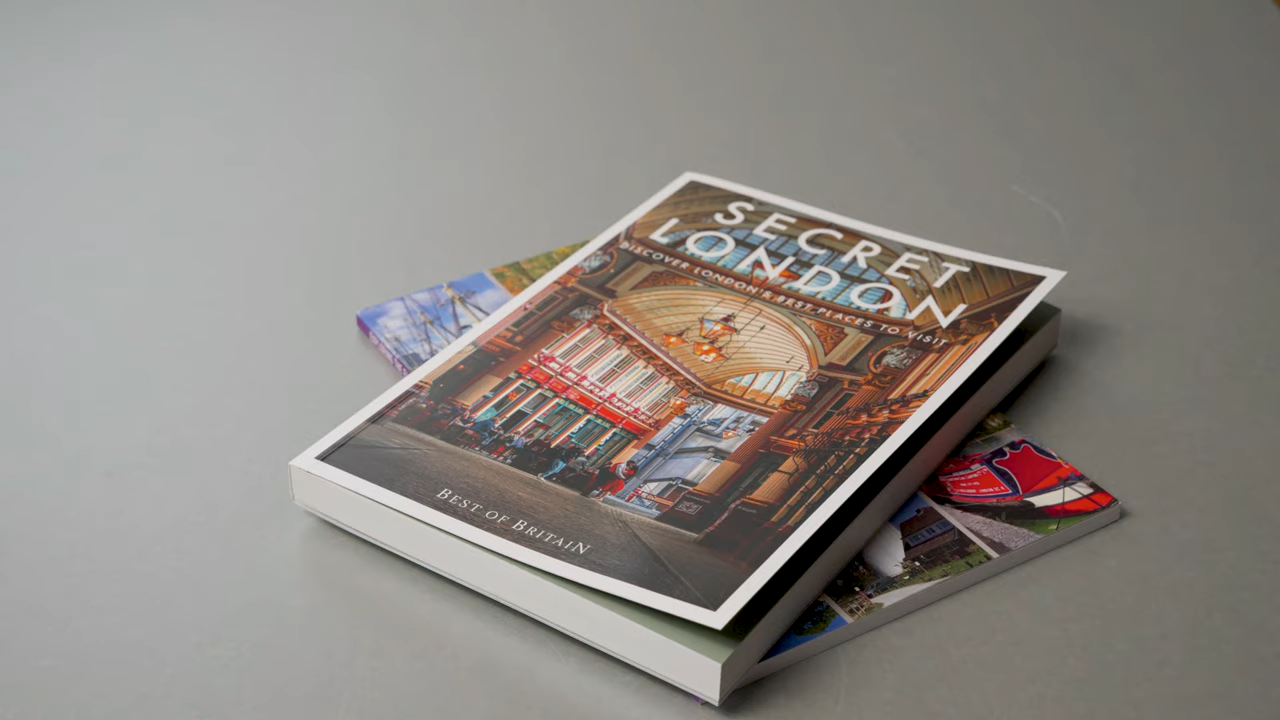 SECRET
LONDON
DISCOVER LONDON'S BEST PLACES TO VISIT
BEST OF BRITAIN